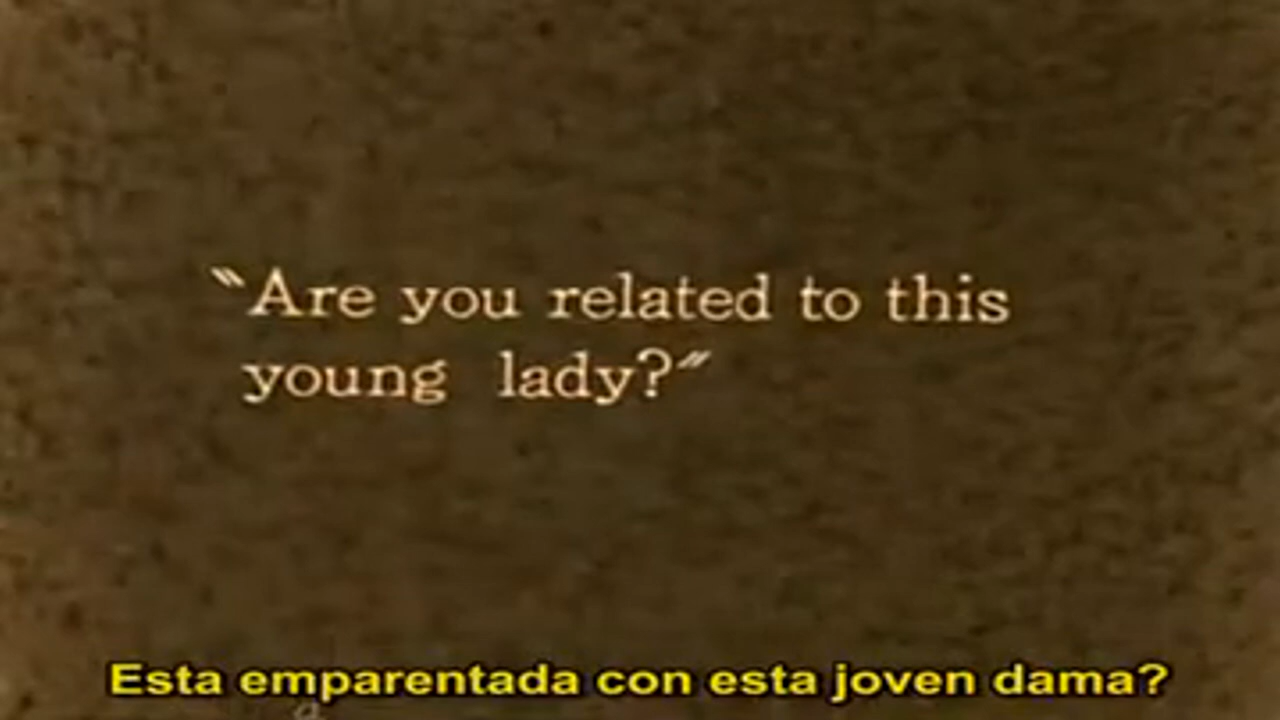 "Are you related to this
young lady?"
Esta emparentada con esta joven dama?